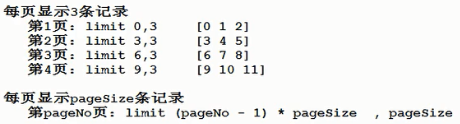 每页显示3条记录
第1页：limit 0,3 [0 1 2]
第2页：limit 3,3 [3 4 5]
第3页：limit 6,3 [6 7 8]
第4页：limit 9,3 [9 10 11]
每页显示pageSize条记录
第pageNo页：limit (pageNo - 1) * pageSize , pageSize